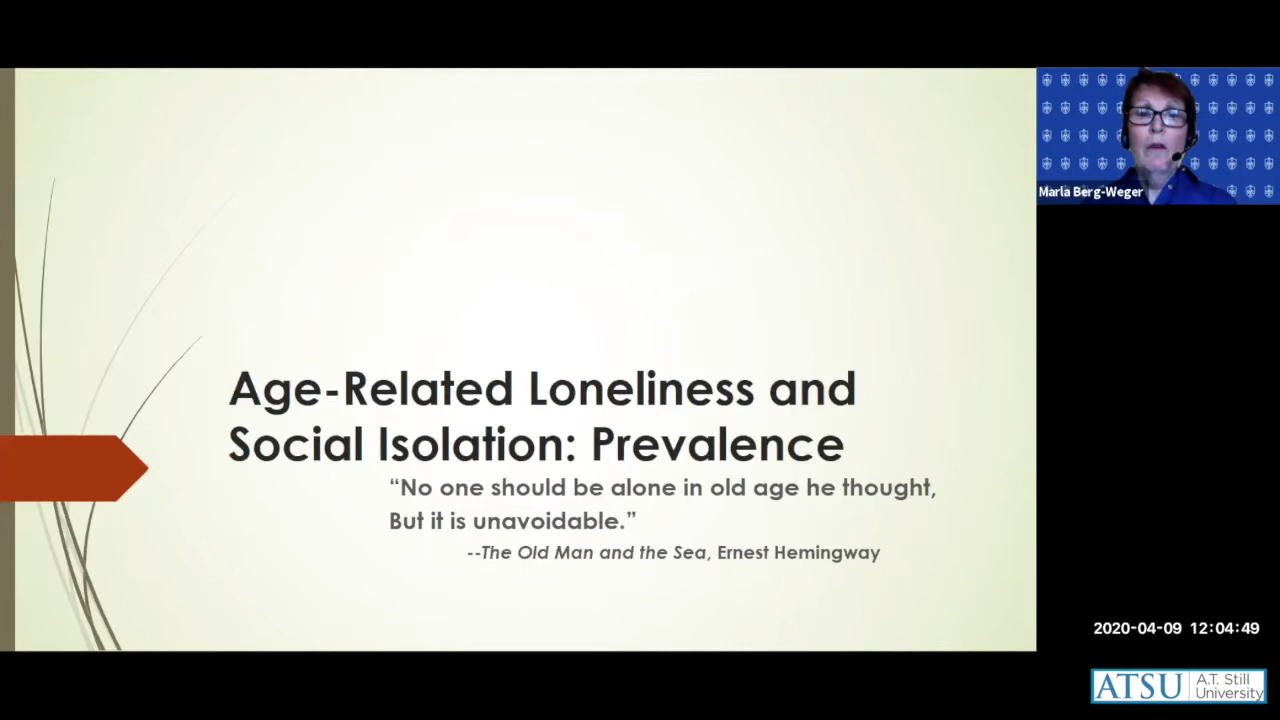 Marla Berg-Weger
Age-Related Loneliness and
Social Isolation: Prevalence
“No one should be alone in old age he thought,
But it is unavoidable.”
--The Old Man and the Sea, Ernest Hemingway
2020-04-09 12:04:49
ATSU
A.T. Still
University